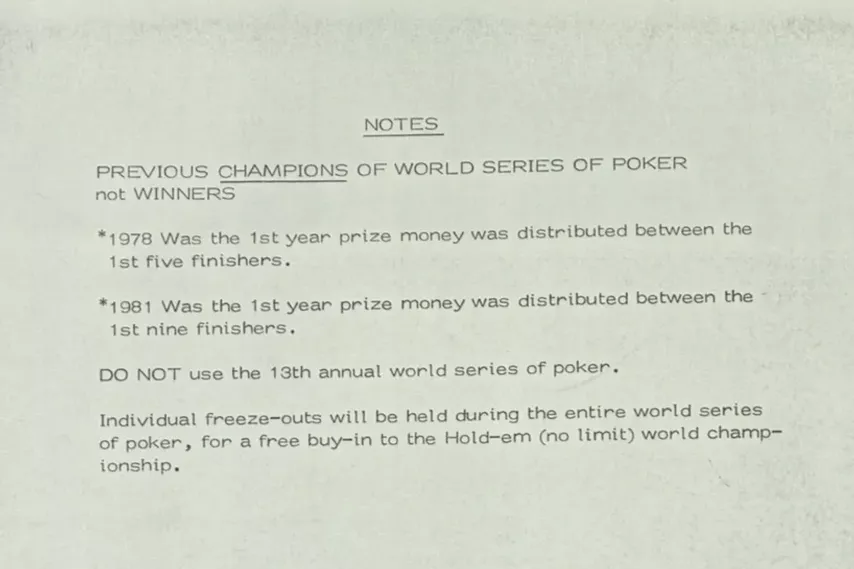 NOTES
PREVIOUS CHAMPIONS OF WORLD SERIES OF POKER
not WINNERS
*1978 Was the 1st year prize money was distributed between the
1st five finishers.
*1981 Was the 1st year prize money was distributed between the
1st nine finishers.
DO NOT use the 13th annual world series of poker.
Individual freeze-outs will be held during the entire world series
of poker, for a free buy-in to the Hold-em (no limit) world champ-
ionship.